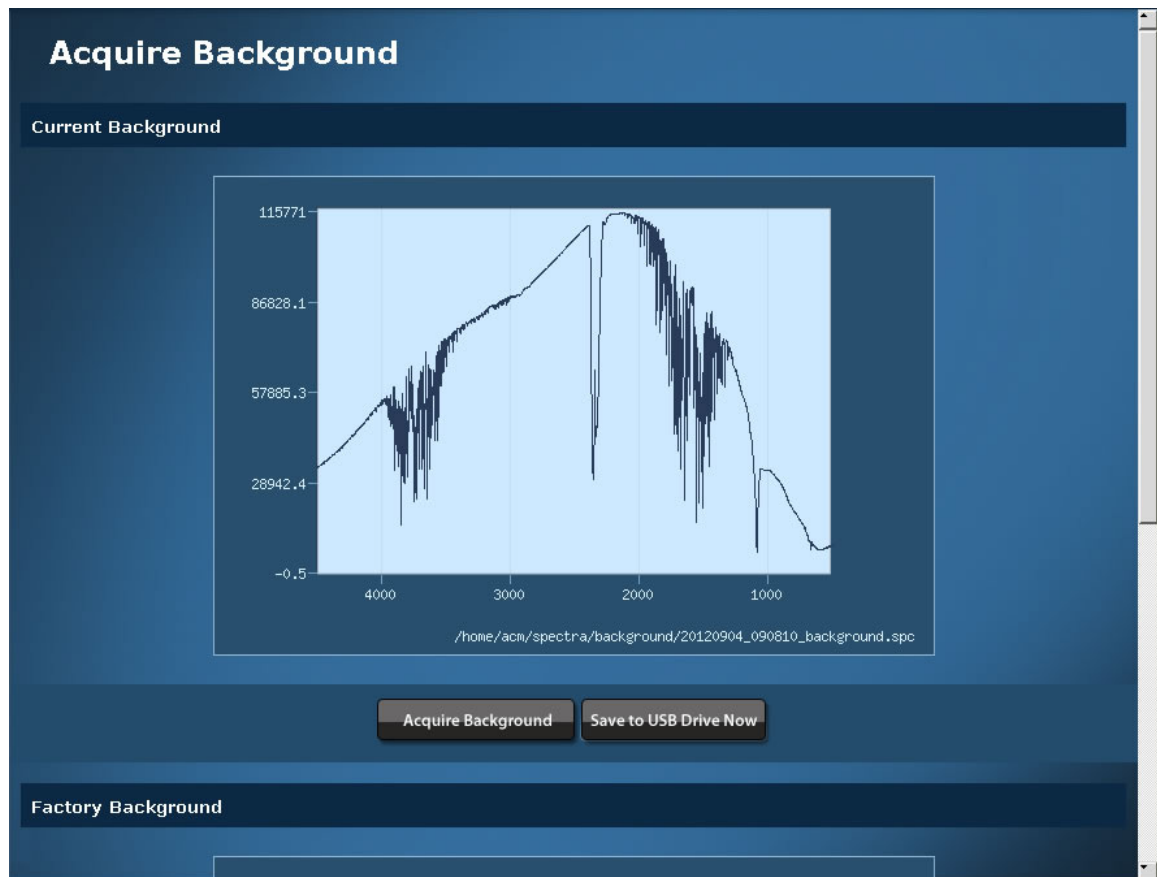 Acquire Background
Current Background
115771
86828.1
57885.3
28942.4
-0.5
4000 3000 2000 1000
/home/acm/spectra/background/20120904_090810_background.spc
Acquire Background Save to USB Drive Now
Factory Background